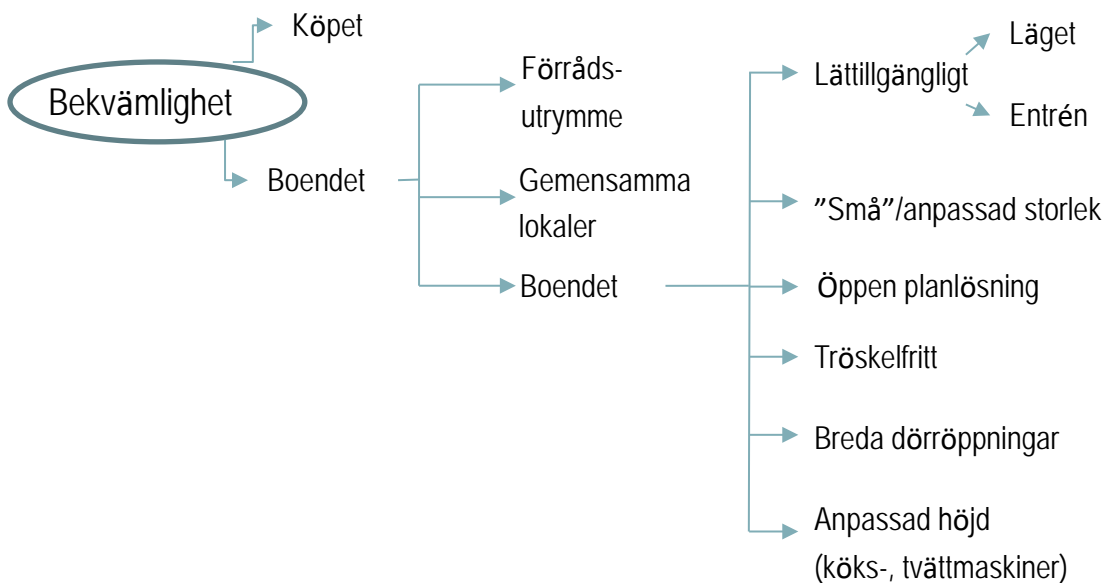 Köpet
Bekvämlighet
Boendet
Förråds-
utrymme
Gemensamma
lokaler
Boendet
Lättillgängligt
Läget
Entrén
”Små”/anpassad storlek
Öppen planlösning
Tröskelfritt
Breda dörröppningar
Anpassad höjd
(köks-, tvättmaskiner)